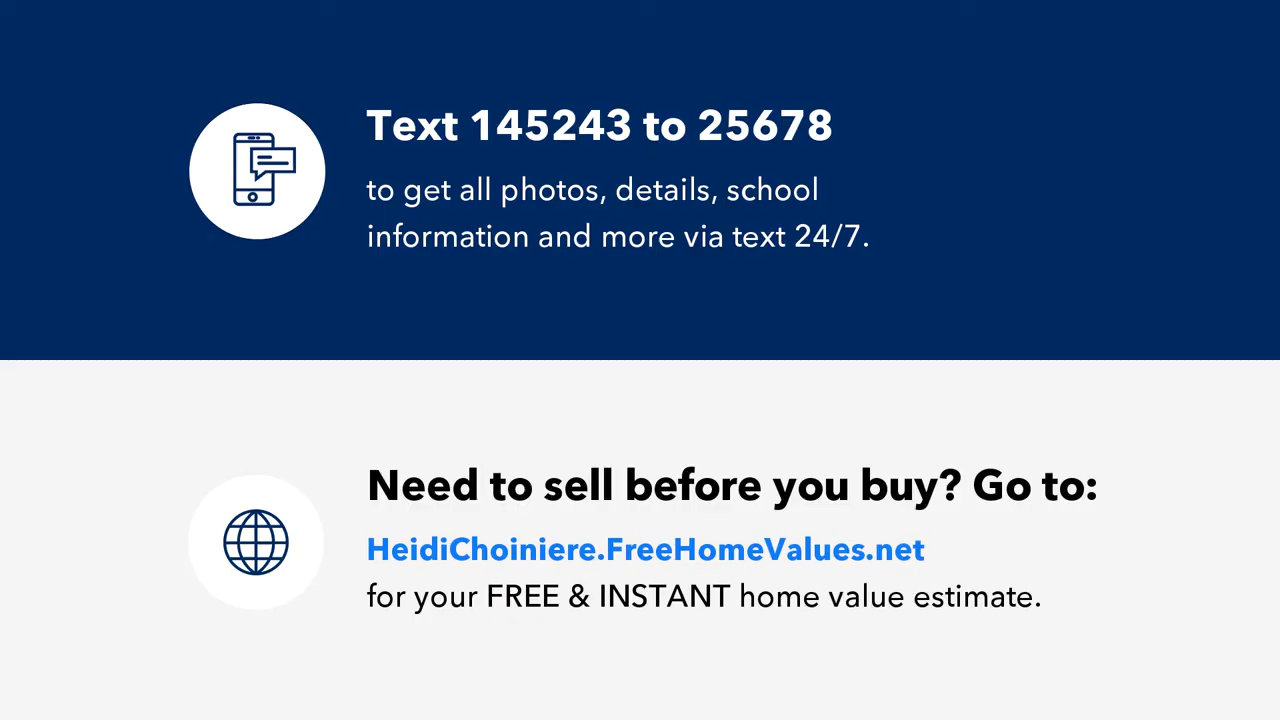 Text 145243 to 25678
to get all photos, details, school
information and more via text 24/7.
Need to sell before you buy? Go to:
HeidiChoiniere.FreeHomeValues.net
for your FREE & INSTANT home value estimate.